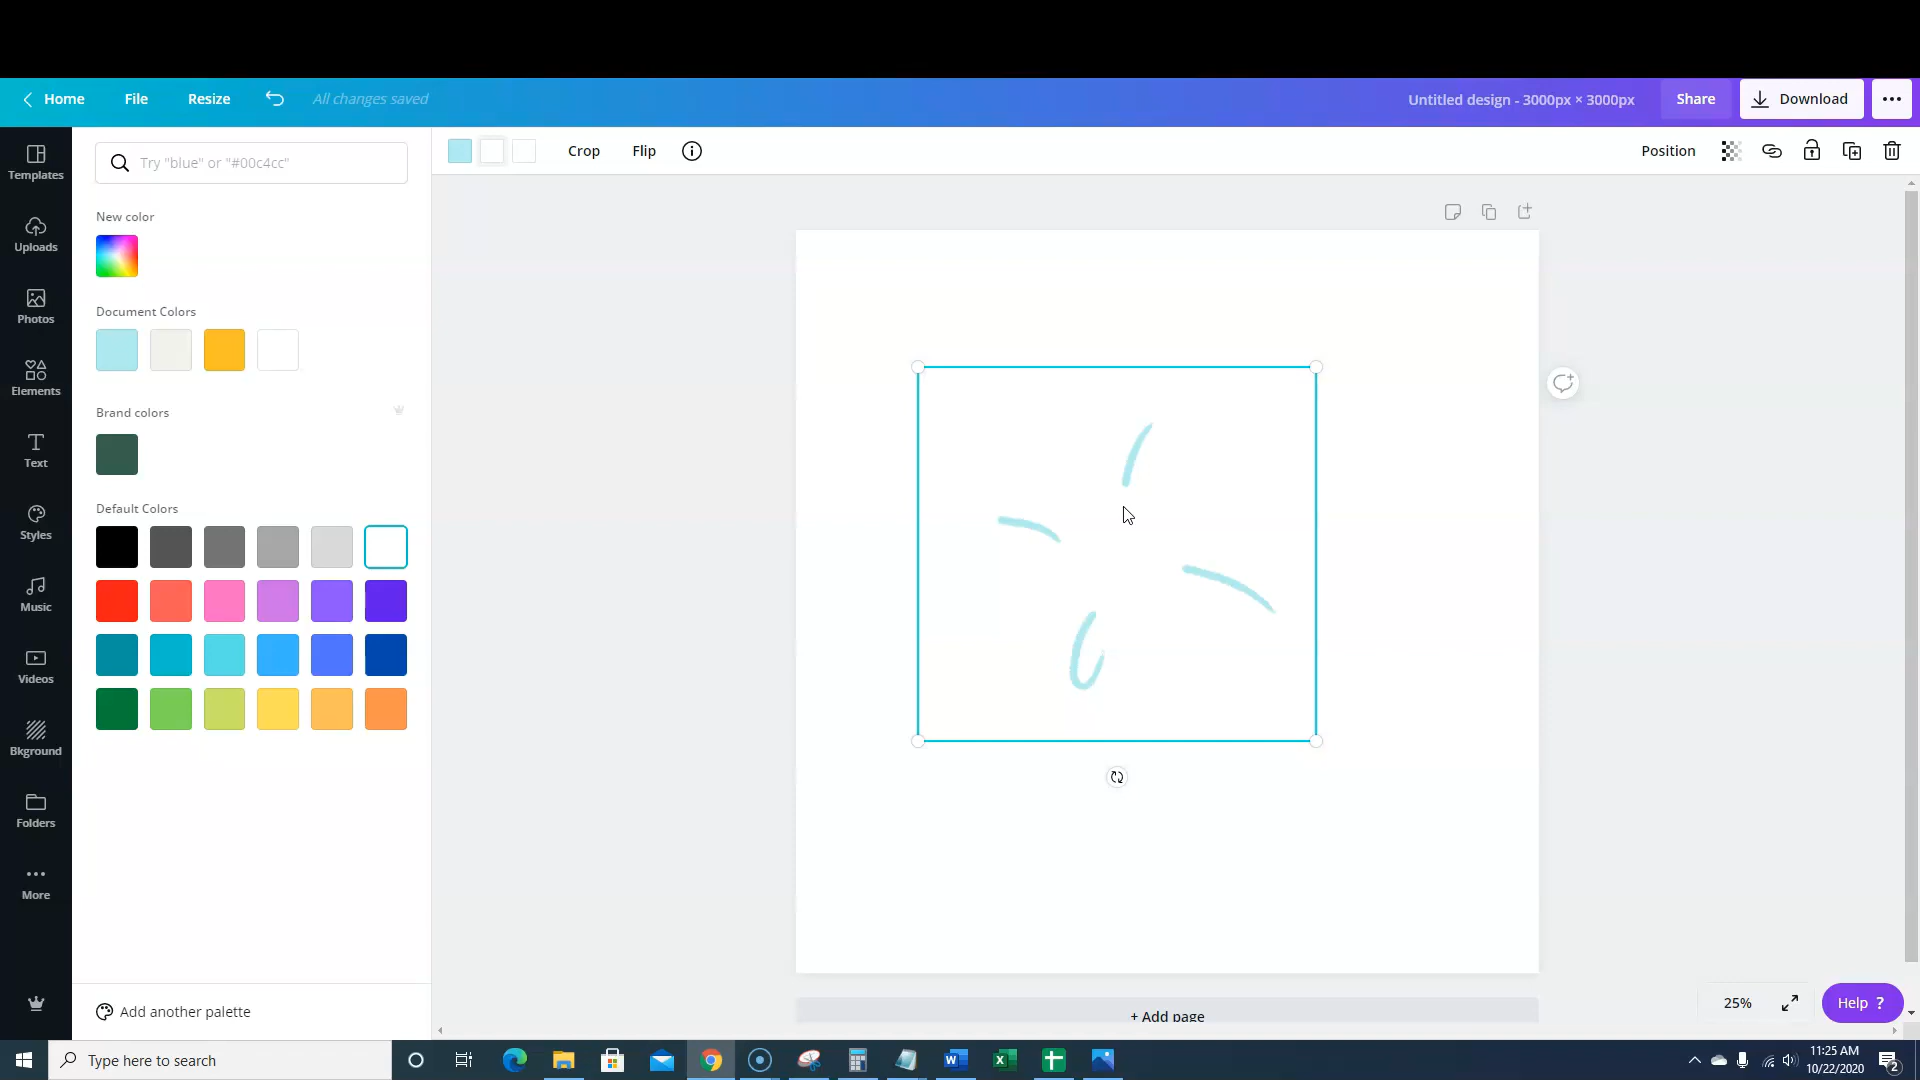 Home File Resize All changes saved Untitled design - 3000px × 3000px Share Download
Templates
Uploads
Photos
Elements
Text
Styles
Music
Videos
Bkground
Folders
More
Try "blue" or "#00c4cc"
New color
Document Colors
Brand colors
Default Colors
Add another palette
Crop Flip Position
+ Add page
25% Help ?
Type here to search
11:25 AM
10/22/2020
2